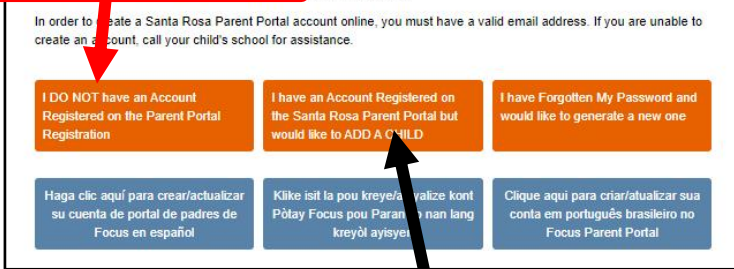 In order to create a Santa Rosa Parent Portal account online, you must have a valid email address. If you are unable to
create an account, call your child's school for assistance.
I DO NOT have an Account
Registered on the Parent Portal
Registration
I have an Account Registered on
the Santa Rosa Parent Portal but
would like to ADD A CHILD
I have Forgotten My Password and
would like to generate a new one
Haga clic aquí para crear/actualizar
su cuenta de portal de padres de
Focus en español
Klike isit la pou kreye/aktyalize kont
Pòtay Focus pou Paran yo nan lang
kreyòl ayisyen
Clique aqui para criar/atualizar sua
conta em português brasileiro no
Focus Parent Portal